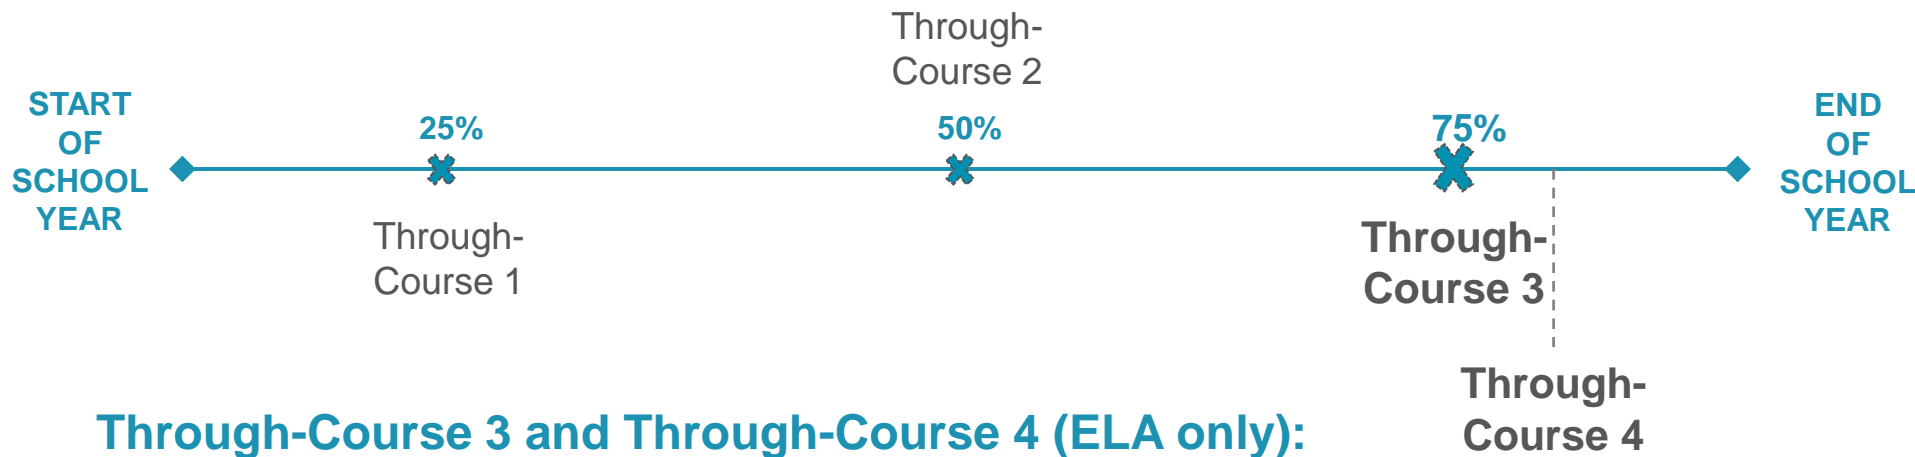 START
OF
SCHOOL
YEAR
25%
Through-
Course 1
Through-
Course 2
50%
75%
Through-
Course 3
Through-
Course 4
END
OF
SCHOOL
YEAR
Through-Course 3 and Through-Course 4 (ELA only):